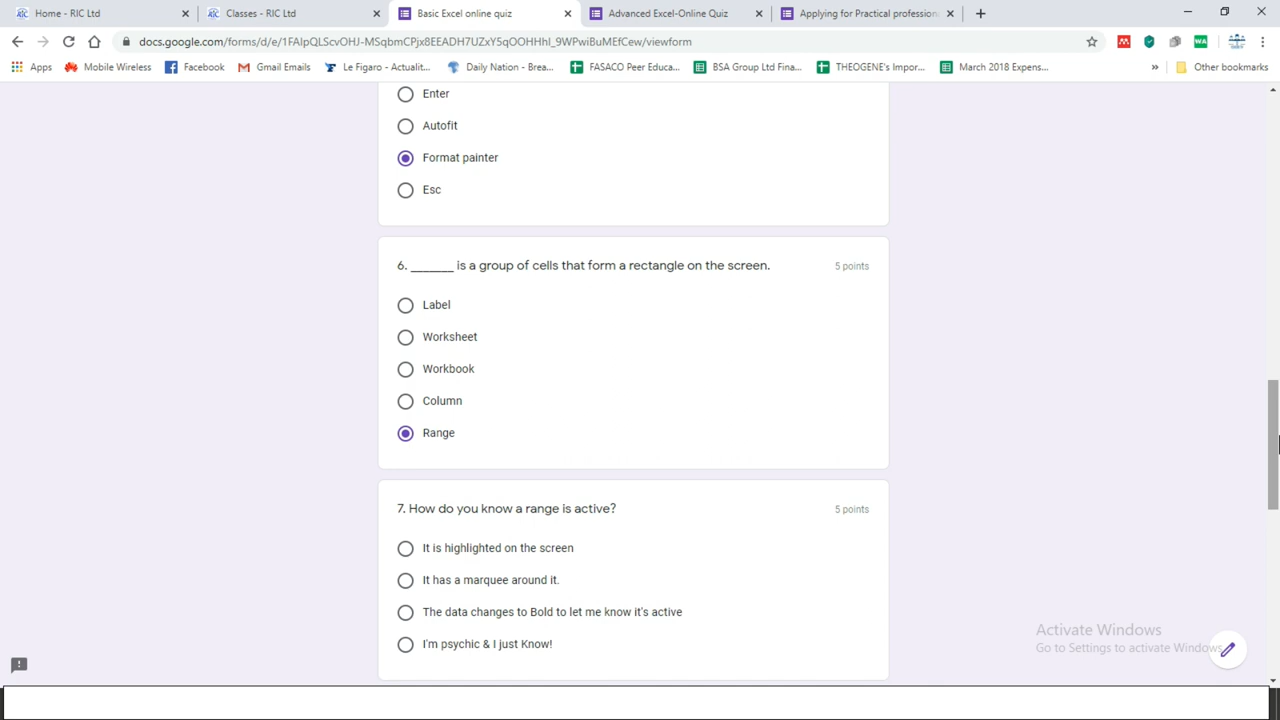 Home - RIC Ltd
Classes - RIC Ltd
Basic Excel online quiz
Advanced Excel-Online Quiz
Applying for Practical profession
docs.google.com/forms/d/e/1FAIpQLScvOHJ-MSqbmCPjx8EEADH7UZxY5qOOHHhI_9WPwiBuMEfCew/viewform
Apps
Mobile Wireless
Facebook
Gmail Emails
Le Figaro - Actualit...
Daily Nation - Brea...
FASACO Peer Educa...
BSA Group Ltd Fina...
THEOGENE's Impor...
March 2018 Expens...
»
Other bookmarks
Enter
Autofit
Format painter
Esc
6. _______ is a group of cells that form a rectangle on the screen.
5 points
Label
Worksheet
Workbook
Column
Range
7. How do you know a range is active?
5 points
It is highlighted on the screen
It has a marquee around it.
The data changes to Bold to let me know it's active
I'm psychic & I just Know!
Activate Windows
Go to Settings to activate Windows